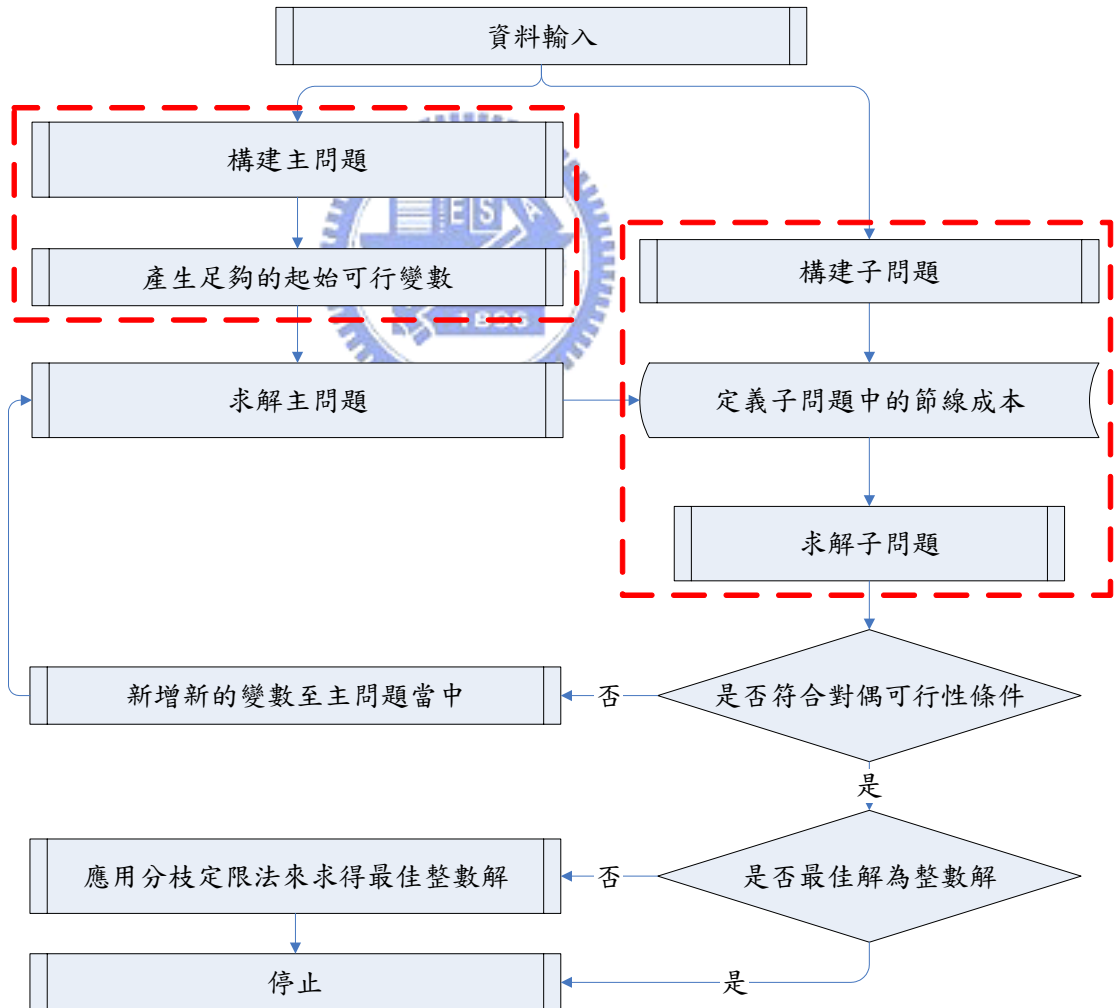 資料輸入
構建主問題
產生足夠的起始可行變數
構建子問題
求解主問題
定義子問題中的節線成本
求解子問題
新增新的變數至主問題當中
否
是否符合對偶可行性條件
是
應用分枝定限法來求得最佳整數解
否
是否最佳解為整數解
停止
是
ESA
1896